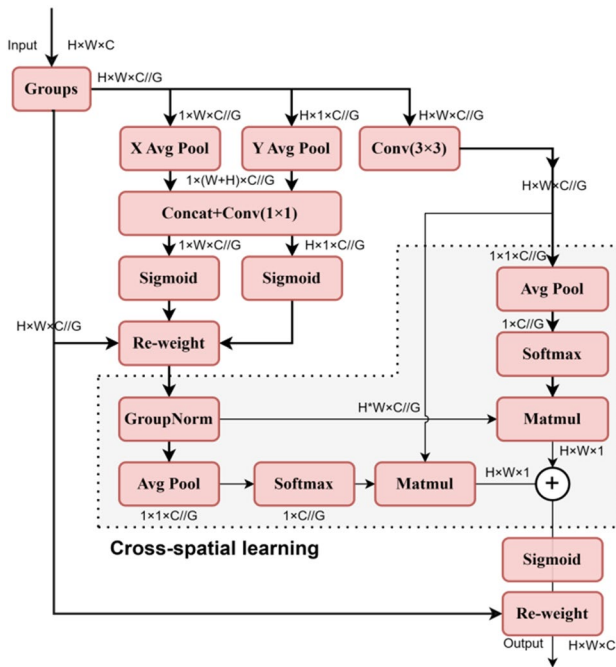 Input
H×W×C
Groups
H×W×C//G
1×W×C//G
H×1×C//G
H×W×C//G
X Avg Pool
Y Avg Pool
Conv(3×3)
1×(W+H)×C//G
H×W×C//G
Concat+Conv(1×1)
1×W×C//G
H×1×C//G
1×1×C//G
Sigmoid
Sigmoid
Avg Pool
H×W×C//G
1×C//G
Re-weight
Softmax
GroupNorm
H*W×C//G
Matmul
H×W×1
Avg Pool
Softmax
Matmul
H×W×1
+
1×1×C//G
1×C//G
Cross-spatial learning
Sigmoid
Re-weight
Output
H×W×C